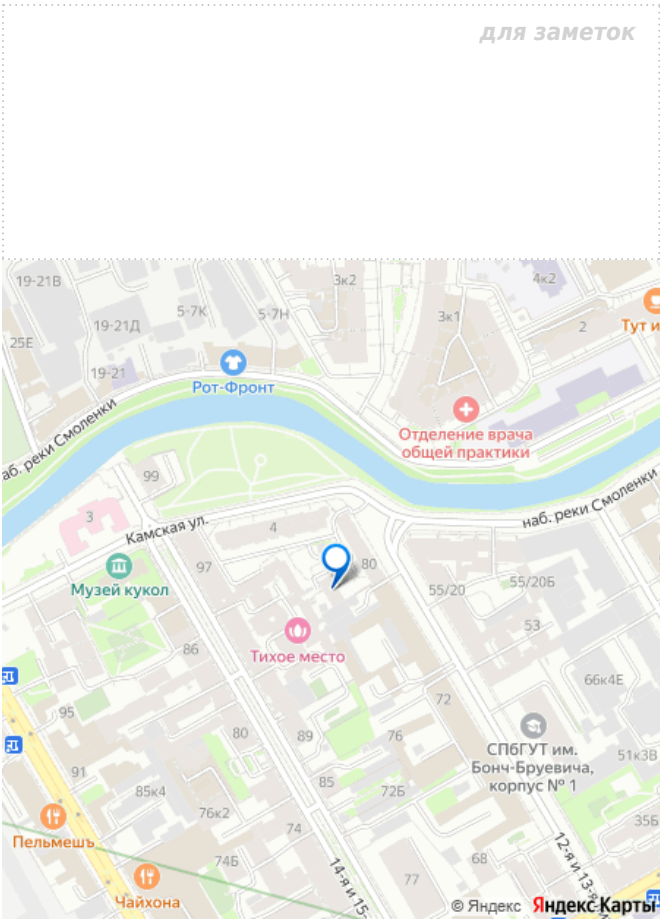 для заметок
19-21В
3к2
4к2
5-7К
5-7Н
3к1
19-21Д
2
Тут и
25Е
19-21
Рот-Фронт
Отделение врача
общей практики
аб. реки Смоленки
99
наб. реки Смоленки
3
Камская ул.
4
97
80
Музей кукол
55/20
55/20Б
53
86
Тихое место
66к4Е
95
72
80
89
76
СПбГУТ им.
Бонч-Бруевича,
корпус № 1
51к3В
91
85
85к4
72Б
76к2
35Б
Пельмешъ
74
74Б
68
77
12-я и 13-я
14-я и 15-
Чайхона
© Яндекс Яндекс Карты